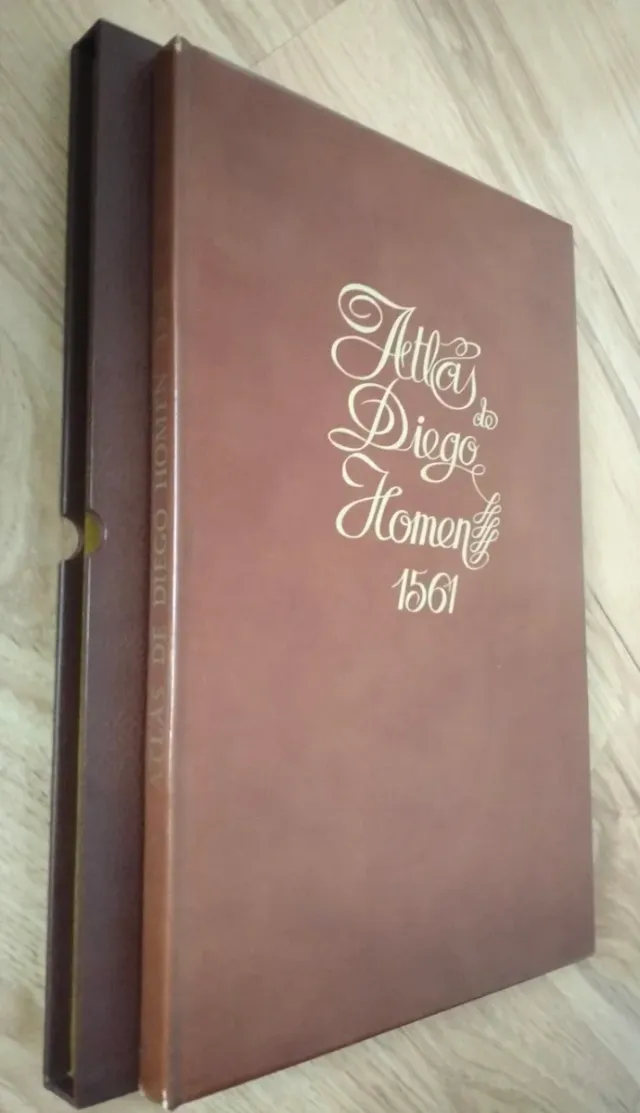 Atlas
de
Diego
Homen
1561
ATLAS DE DIEGO HOMEN